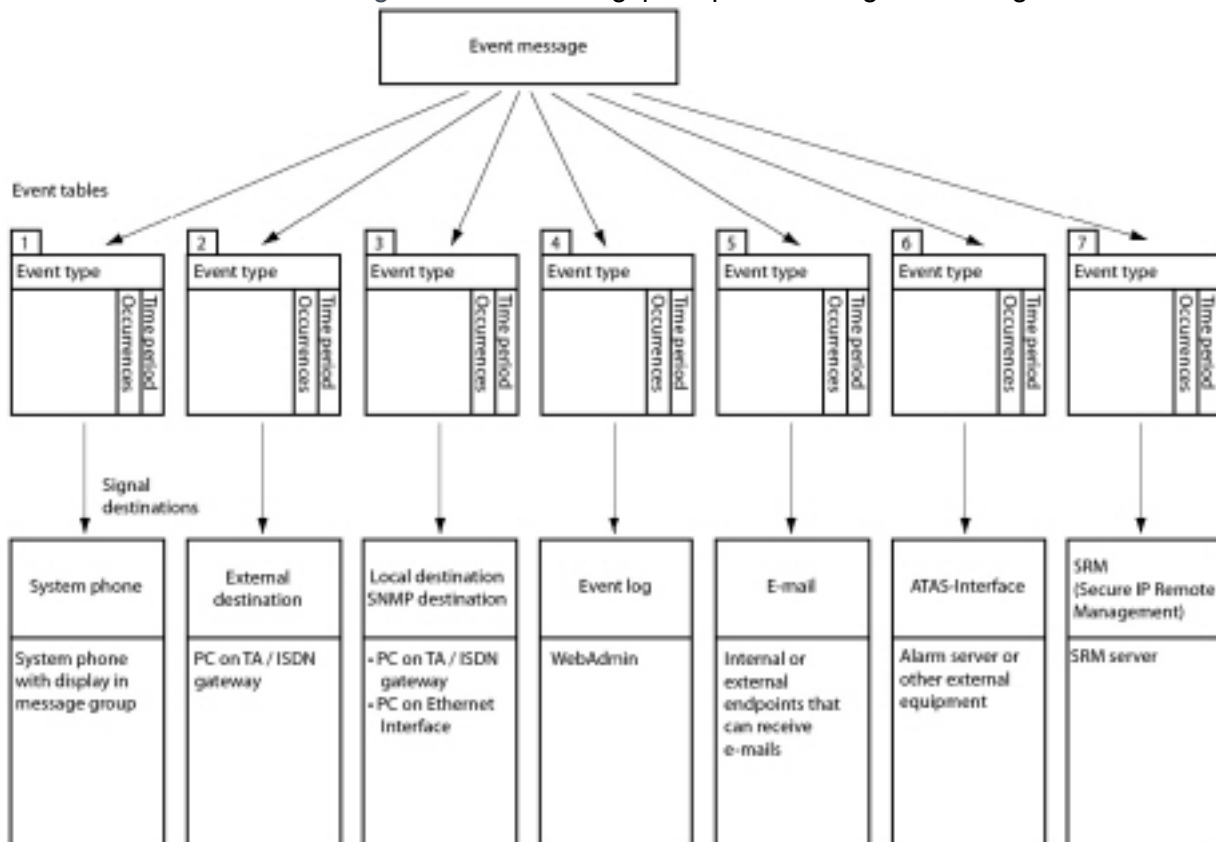 Event message
Event tables
1
Event type
Occurrences
Time period
2
Event type
Occurrences
Time period
3
Event type
Occurrences
Time period
4
Event type
Occurrences
Time period
5
Event type
Occurrences
Time period
6
Event type
Occurrences
Time period
7
Event type
Occurrences
Time period
Signal
destinations
System phone
System phone
with display in
message group
External
destination
PC on TA / ISDN
gateway
Local destination
SNMP destination
- PC on TA / ISDN
gateway
- PC on Ethernet
Interface
Event log
WebAdmin
E-mail
Internal or
external
endpoints that
can receive
e-mails
ATAS-Interface
Alarm server or
other external
equipment
SRM
(Secure IP Remote
Management)
SRM server